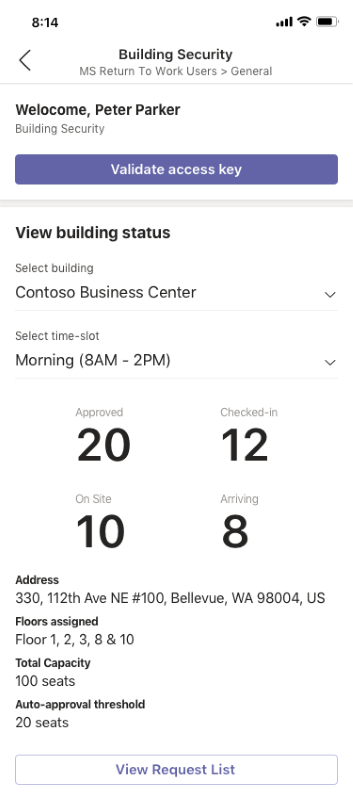 8:14
Building Security
MS Return To Work Users > General
Welocome, Peter Parker
Building Security
Validate access key
View building status
Select building
Contoso Business Center
Select time-slot
Morning (8AM - 2PM)
Approved
20
Checked-in
12
On Site
10
Arriving
8
Address
330, 112th Ave NE #100, Bellevue, WA 98004, US
Floors assigned
Floor 1, 2, 3, 8 & 10
Total Capacity
100 seats
Auto-approval threshold
20 seats
View Request List